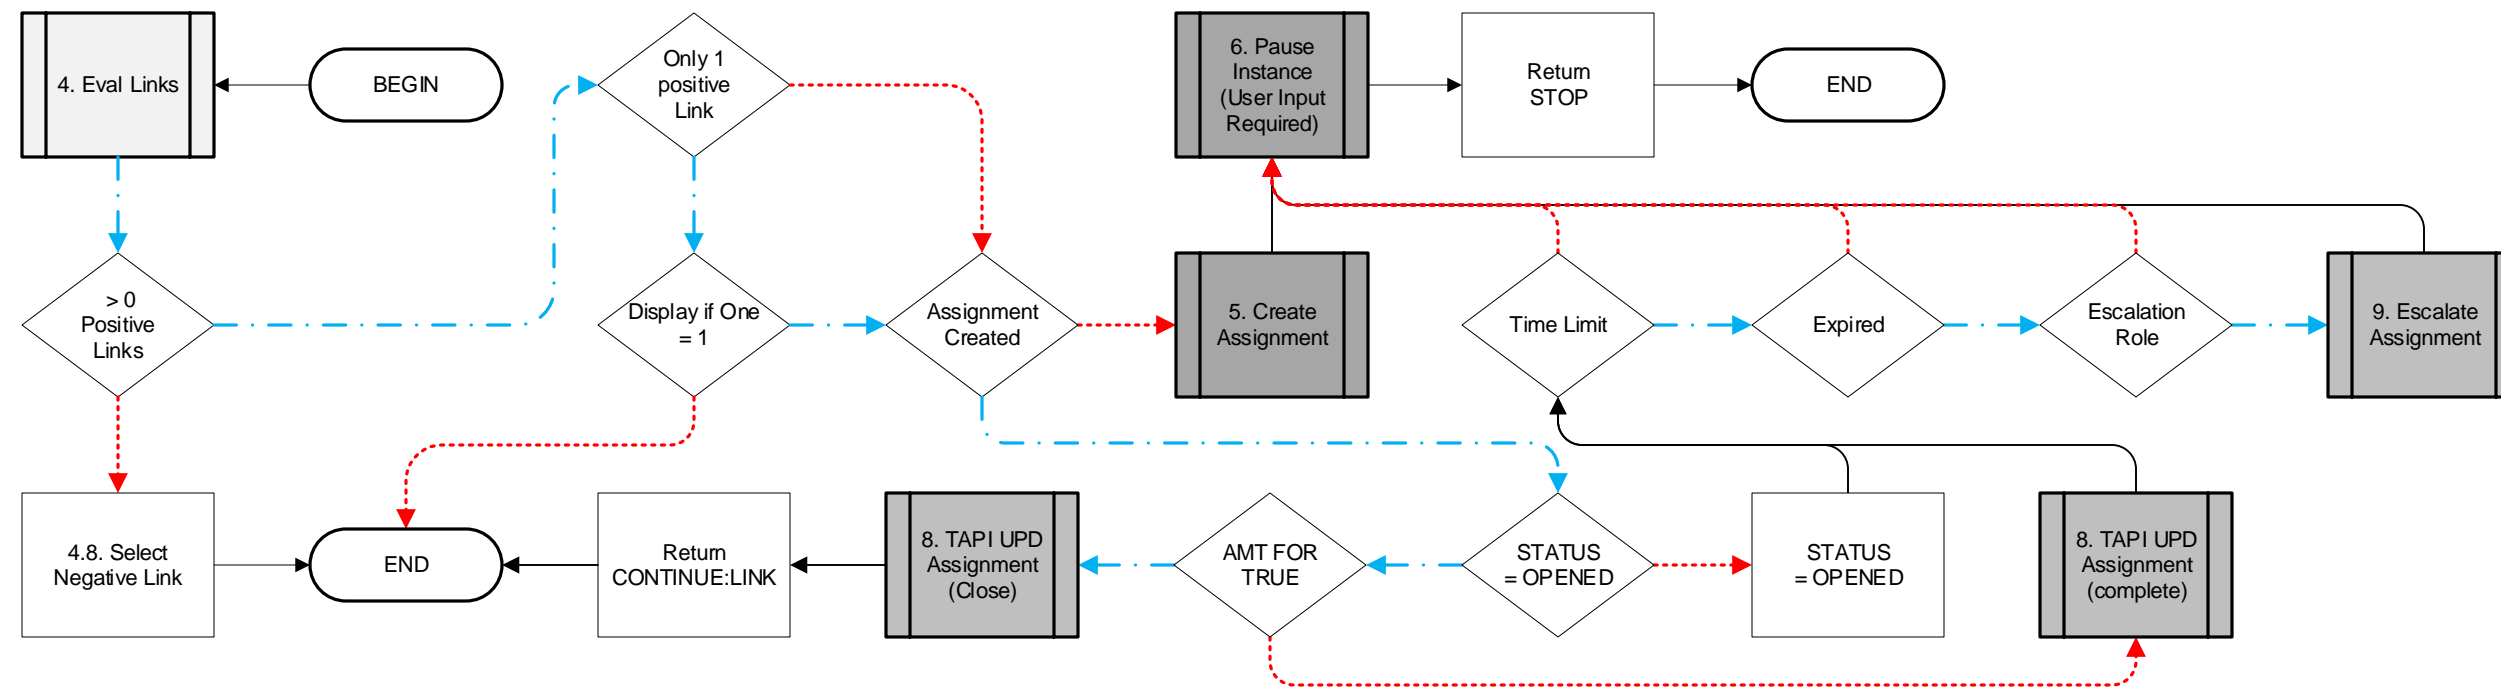 4. Eval Links
BEGIN
Only 1
positive
Link
6. Pause
Instance
(User Input
Required)
Return
STOP
END
> 0
Positive
Links
Display if One
= 1
Assignment
Created
5. Create
Assignment
Time Limit
Expired
Escalation
Role
9. Escalate
Assignment
4.8. Select
Negative Link
END
Return
CONTINUE:LINK
8. TAPI UPD
Assignment
(Close)
AMT FOR
TRUE
STATUS
= OPENED
STATUS
= OPENED
8. TAPI UPD
Assignment
(complete)